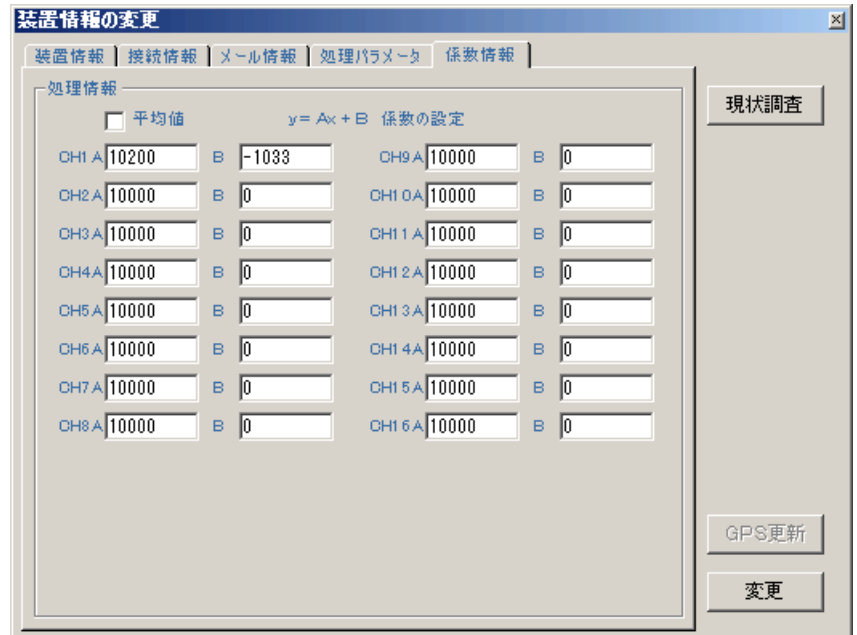 装置情報の変更
装置情報 接続情報 メール情報 処理パラメータ 係数情報
処理情報
平均値 y = Ax + B 係数の設定
現状調査
CH1 A 10200 B -1033 CH9 A 10000 B 0
CH2 A 10000 B 0 CH10A 10000 B 0
CH3 A 10000 B 0 CH11 A 10000 B 0
CH4 A 10000 B 0 CH12 A 10000 B 0
CH5 A 10000 B 0 CH13 A 10000 B 0
CH6 A 10000 B 0 CH14 A 10000 B 0
CH7 A 10000 B 0 CH15 A 10000 B 0
CH8 A 10000 B 0 CH16 A 10000 B 0
GPS更新
変更